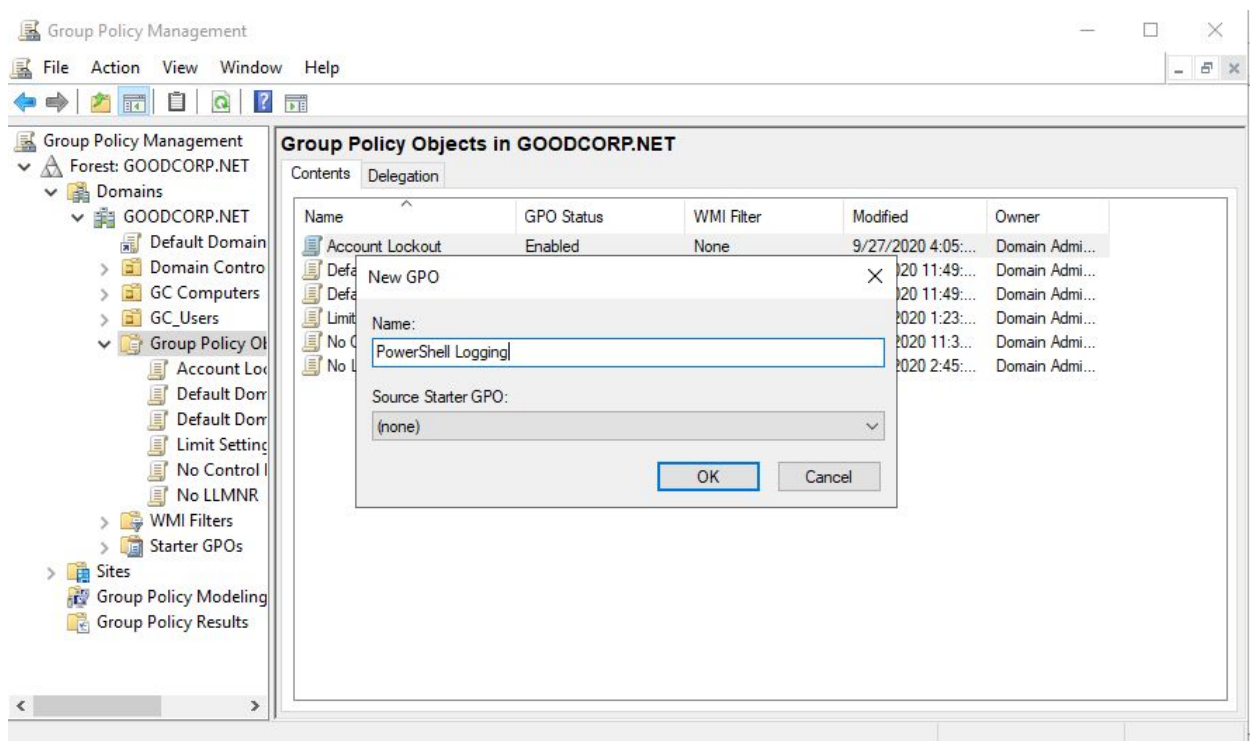 Group Policy Management
File Action View Window Help
Group Policy Management
Forest: GOODCORP.NET
Domains
GOODCORP.NET
Default Domain
Domain Contro
GC Computers
GC_Users
Group Policy Ob
Account Loc
Default Dom
Default Dom
Limit Setting
No Control
No LLMNR
WMI Filters
Starter GPOs
Sites
Group Policy Modeling
Group Policy Results
Group Policy Objects in GOODCORP.NET
Contents Delegation
Name GPO Status WMI Filter Modified Owner
Account Lockout Enabled None 9/27/2020 4:05:... Domain Admi...
Defa 020 11:49:... Domain Admi...
Defa 020 11:49:... Domain Admi...
Limit 2020 1:23:... Domain Admi...
No C 2020 11:3... Domain Admi...
No L 2020 2:45:... Domain Admi...
New GPO
Name:
PowerShell Logging
Source Starter GPO:
(none)
OK Cancel